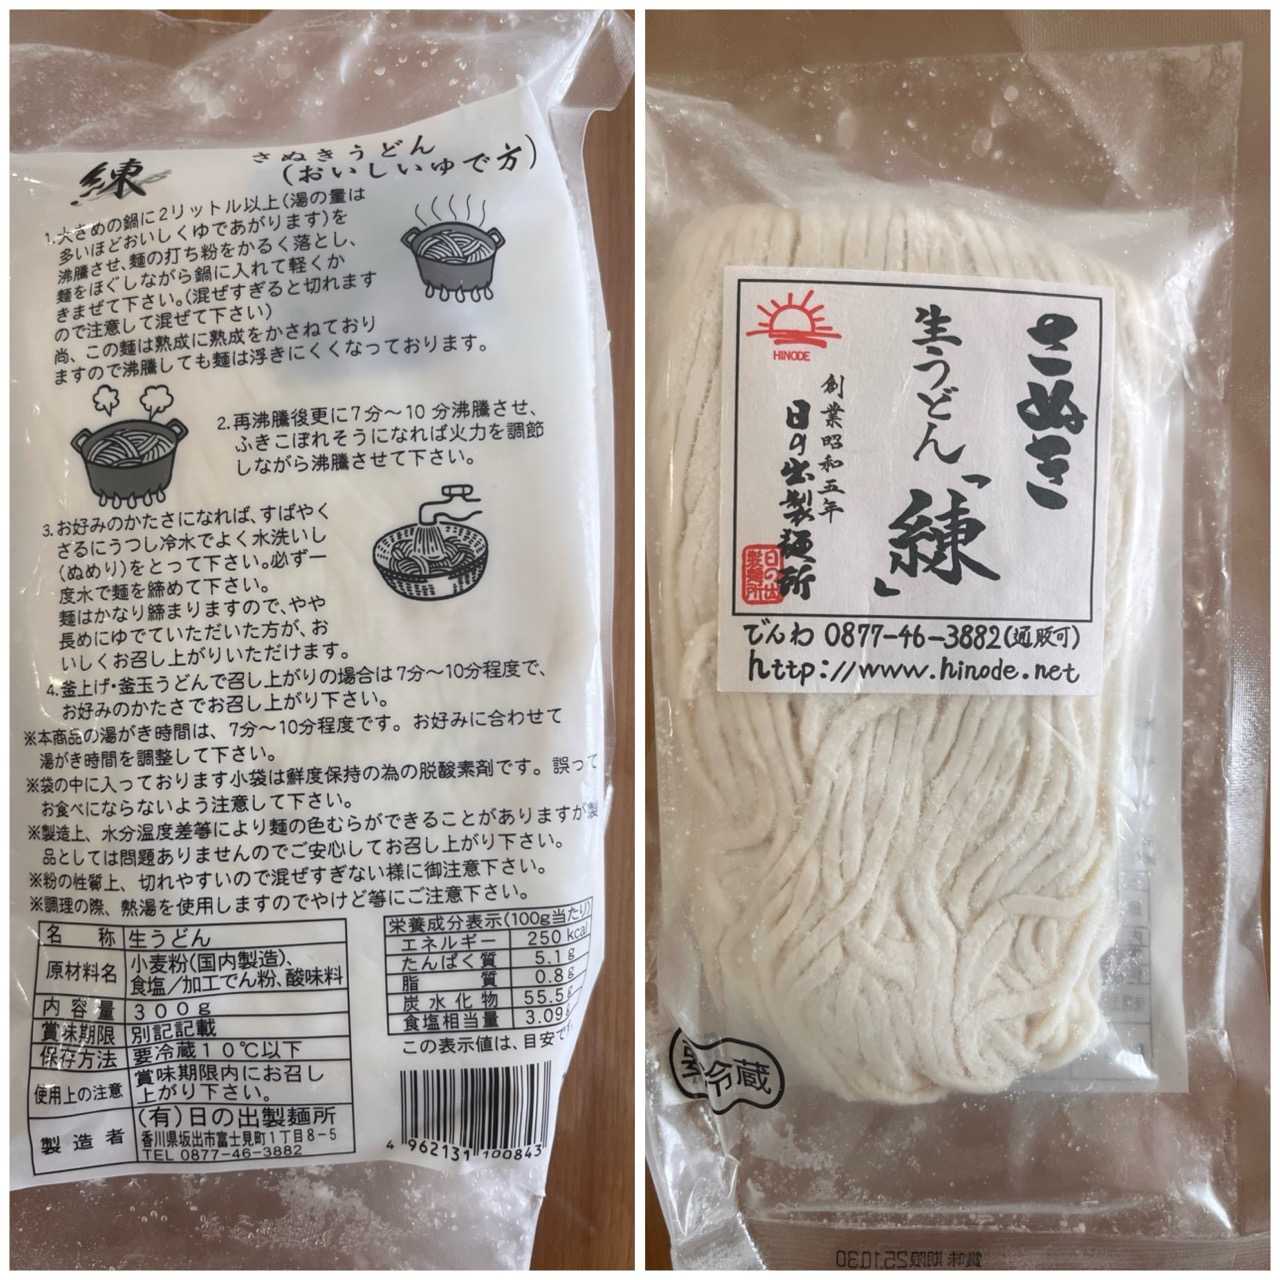 練
さぬきうどん
(おいしいゆで方)
1.大きめの鍋に2リットル以上(湯の量は
多いほどおいしくゆであがります)を
沸騰させ、麺の打ち粉をかるく落とし、
麺をほぐしながら鍋に入れて軽くか
きまぜて下さい。(混ぜすぎると切れます
ので注意して混ぜて下さい)
尚、この麺は熟成に熟成をかさねており
ますので沸騰しても麺は浮きにくくなっております。
2.再沸騰後更に7分〜10分沸騰させ、
ふきこぼれそうになれば火力を調節
しながら沸騰させて下さい。
3.お好みのかたさになれば、すばやく
ざるにうつし冷水でよく水洗いし
(ぬめり)をとって下さい。必ず一
度水で麺を締めて下さい。
麺はかなり締まりますので、やや
長めにゆでていただいた方が、お
いしくお召し上がりいただけます。
4.釜上げ・釜玉うどんで召し上がりの場合は7分〜10分程度で、
お好みのかたさでお召し上がり下さい。
※本商品の湯がき時間は、7分〜10分程度です。お好みに合わせて
湯がき時間を調整して下さい。
※袋の中に入っております小袋は鮮度保持の為の脱酸素剤です。誤って
お食べにならないよう注意して下さい。
※製造上、水分温度差等により麺の色むらができることがありますが製
品としては問題ありませんのでご安心してお召し上がり下さい。
※粉の性質上、切れやすいので混ぜすぎない様に御注意下さい。
※調理の際、熱湯を使用しますのでやけど等にご注意下さい。
名称 生うどん
原材料名 小麦粉(国内製造)、
食塩/加工でん粉、酸味料
内容量 300g
賞味期限 別記記載
保存方法 要冷蔵10℃以下
使用上の注意 賞味期限内にお召し
上がり下さい。
製造者 (有)日の出製麺所
香川県坂出市富士見町1丁目8-5
TEL 0877-46-3882
栄養成分表示(100g当たり)
エネルギー 250kcal
たんぱく質 5.1g
脂質 0.8g
炭水化物 55.5g
食塩相当量 3.09g
この表示値は、目安です
4 962131 100843
さぬき
生うどん「練」
創業昭和五年
日の出製麺所
日の出
製麺所
HINODE
でんわ 0877-46-3882(通販可)
http://www.hinode.net
要冷蔵
賞味期限25.10.30